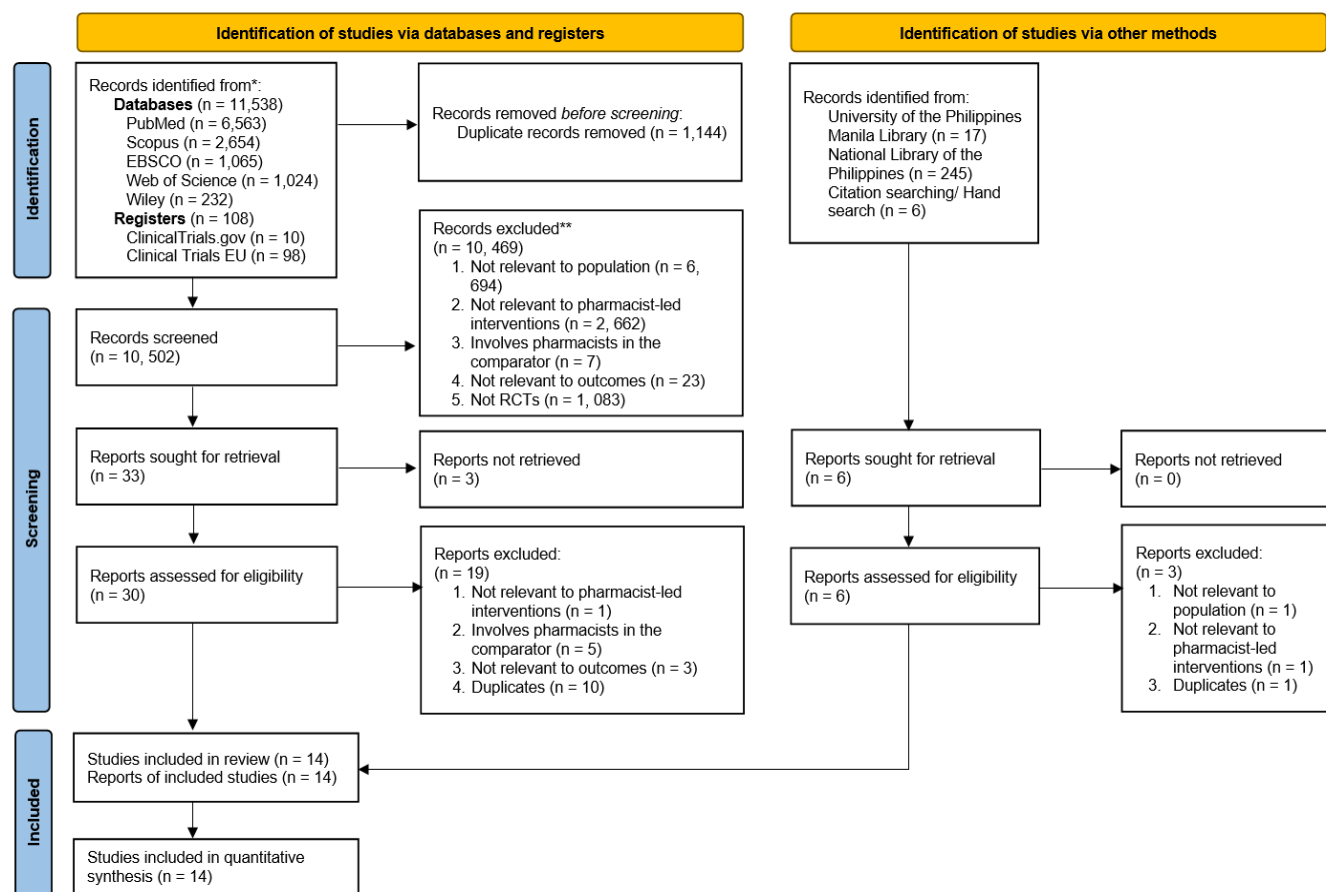 Identification of studies via databases and registers
Identification of studies via other methods
Identification
Records identified from*:
Databases (n = 11,538)
PubMed (n = 6,563)
Scopus (n = 2,654)
EBSCO (n = 1,065)
Web of Science (n = 1,024)
Wiley (n = 232)
Registers (n = 108)
ClinicalTrials.gov (n = 10)
Clinical Trials EU (n = 98)
Records removed before screening:
Duplicate records removed (n = 1,144)
Records identified from:
University of the Philippines
Manila Library (n = 17)
National Library of the
Philippines (n = 245)
Citation searching/ Hand
search (n = 6)
Records excluded**
(n = 10, 469)
1. Not relevant to population (n = 6,
694)
2. Not relevant to pharmacist-led
interventions (n = 2, 662)
3. Involves pharmacists in the
comparator (n = 7)
4. Not relevant to outcomes (n = 23)
5. Not RCTs (n = 1, 083)
Screening
Records screened
(n = 10, 502)
Reports sought for retrieval
(n = 33)
Reports not retrieved
(n = 3)
Reports sought for retrieval
(n = 6)
Reports not retrieved
(n = 0)
Reports assessed for eligibility
(n = 30)
Reports excluded:
(n = 19)
1. Not relevant to pharmacist-led
interventions (n = 1)
2. Involves pharmacists in the
comparator (n = 5)
3. Not relevant to outcomes (n = 3)
4. Duplicates (n = 10)
Reports assessed for eligibility
(n = 6)
Reports excluded:
(n = 3)
1. Not relevant to
population (n = 1)
2. Not relevant to
pharmacist-led
interventions (n = 1)
3. Duplicates (n = 1)
Included
Studies included in review (n = 14)
Reports of included studies (n = 14)
Studies included in quantitative
synthesis (n = 14)